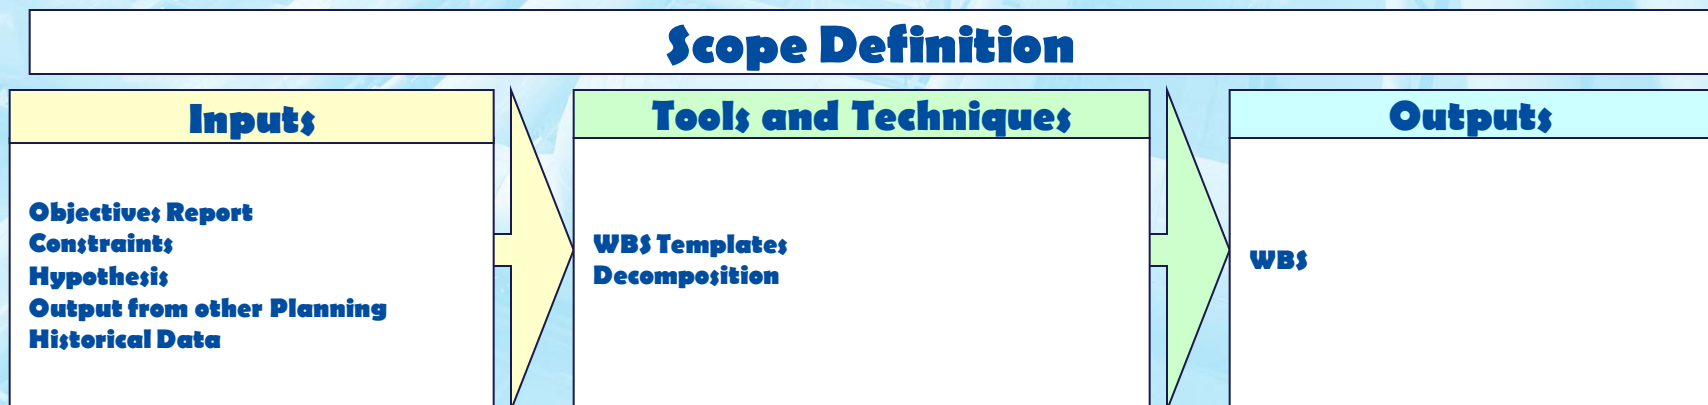 Scope Definition
Inputs
Objectives Report
Constraints
Hypothesis
Output from other Planning
Historical Data
Tools and Techniques
WBS Templates
Decomposition
Outputs
WBS